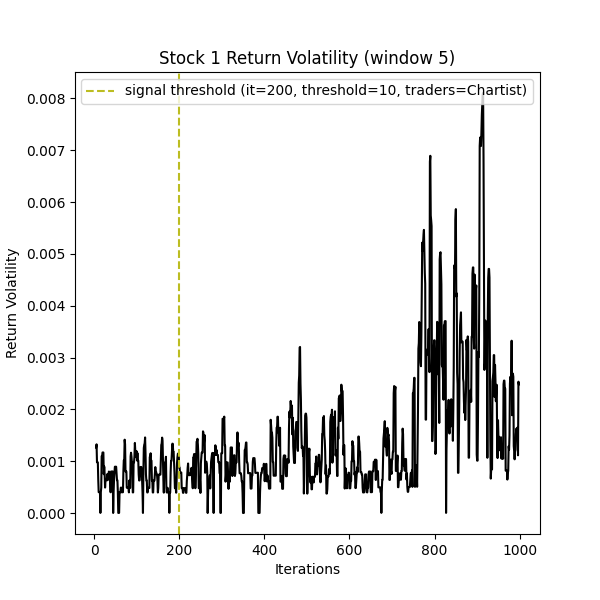 Stock 1 Return Volatility (window 5)
signal threshold (it=200, threshold=10, traders=Chartist)
0.008
0.007
0.006
0.005
0.004
0.003
0.002
0.001
0.000
Return Volatility
0 200 400 600 800 1000
Iterations